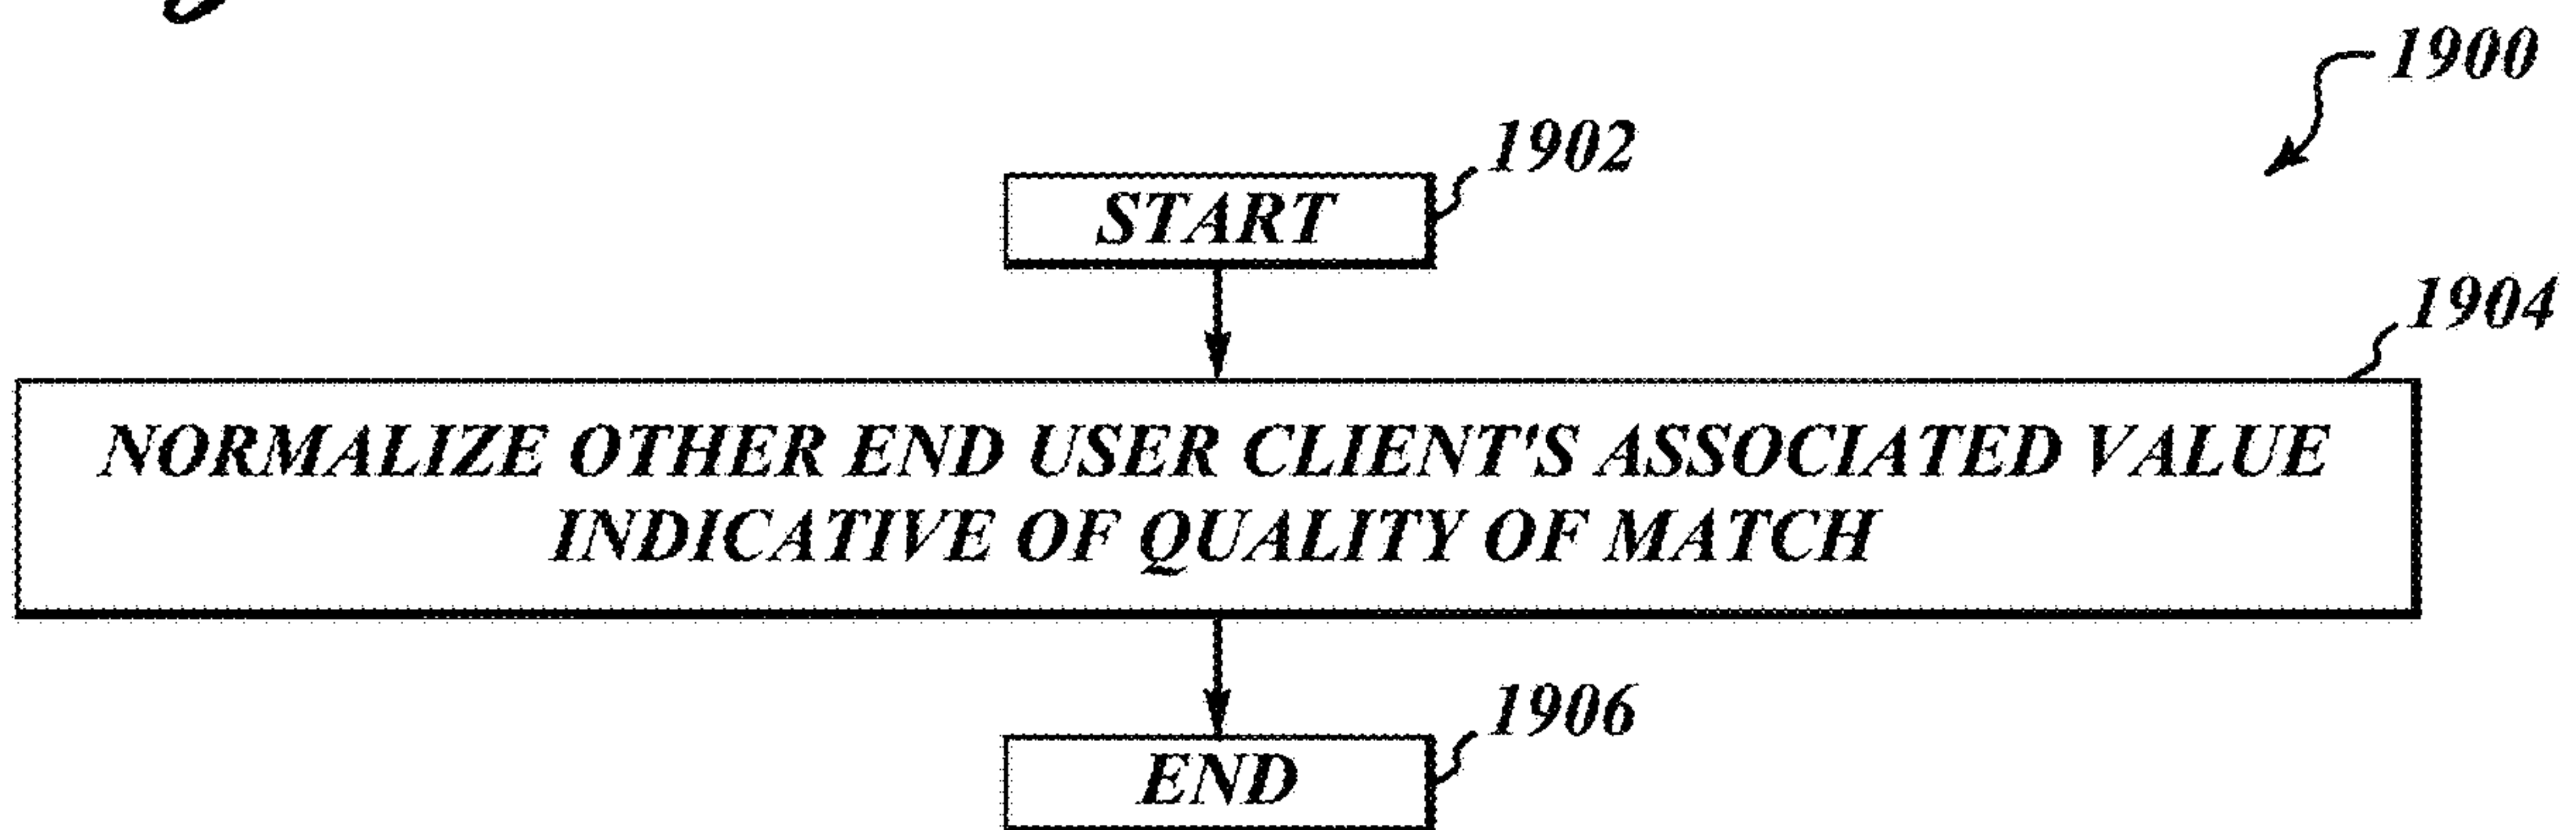 1900
1902
START
1904
NORMALIZE OTHER END USER CLIENT'S ASSOCIATED VALUE
INDICATIVE OF QUALITY OF MATCH
1906
END